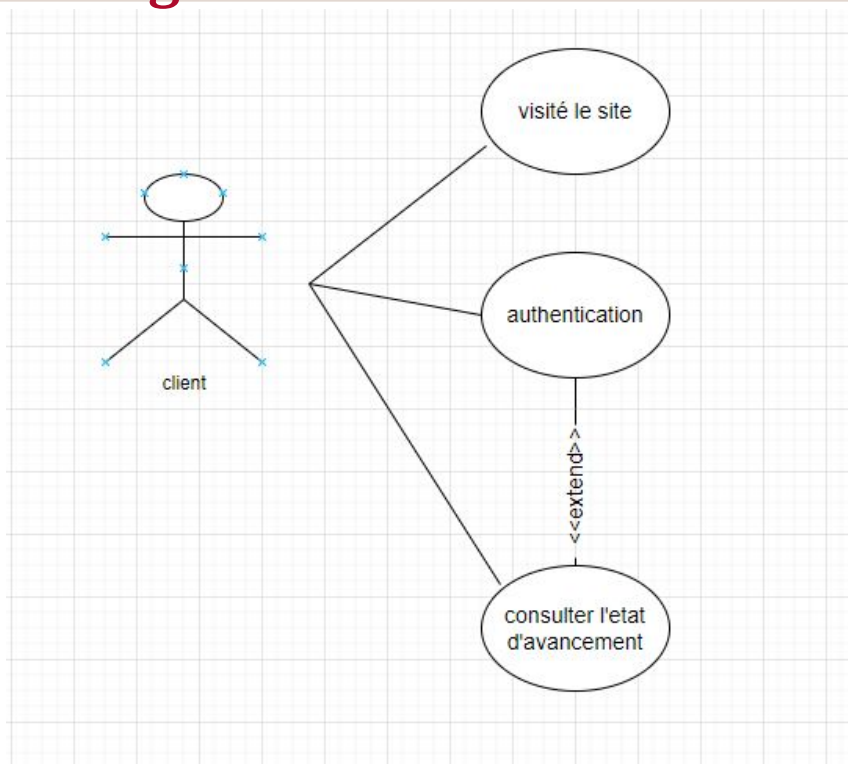 visité le site
authentication
client
<<extend>>
consulter l'etat
d'avancement